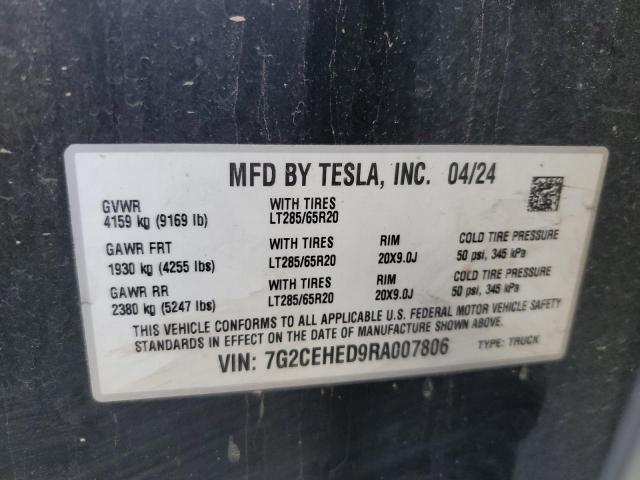 MFD BY TESLA, INC. 04/24
GVWR WITH TIRES
4159 kg (9169 lb) LT285/65R20
GAWR FRT WITH TIRES RIM COLD TIRE PRESSURE
1930 kg (4255 lbs) LT285/65R20 20X9.0J 50 psi, 345 kPa
GAWR RR WITH TIRES RIM COLD TIRE PRESSURE
2380 kg (5247 lbs) LT285/65R20 20X9.0J 50 psi, 345 kPa
THIS VEHICLE CONFORMS TO ALL APPLICABLE U.S. FEDERAL MOTOR VEHICLE SAFETY
STANDARDS IN EFFECT ON THE DATE OF MANUFACTURE SHOWN ABOVE.
VIN: 7G2CEHED9RA007806 TYPE: TRUCK